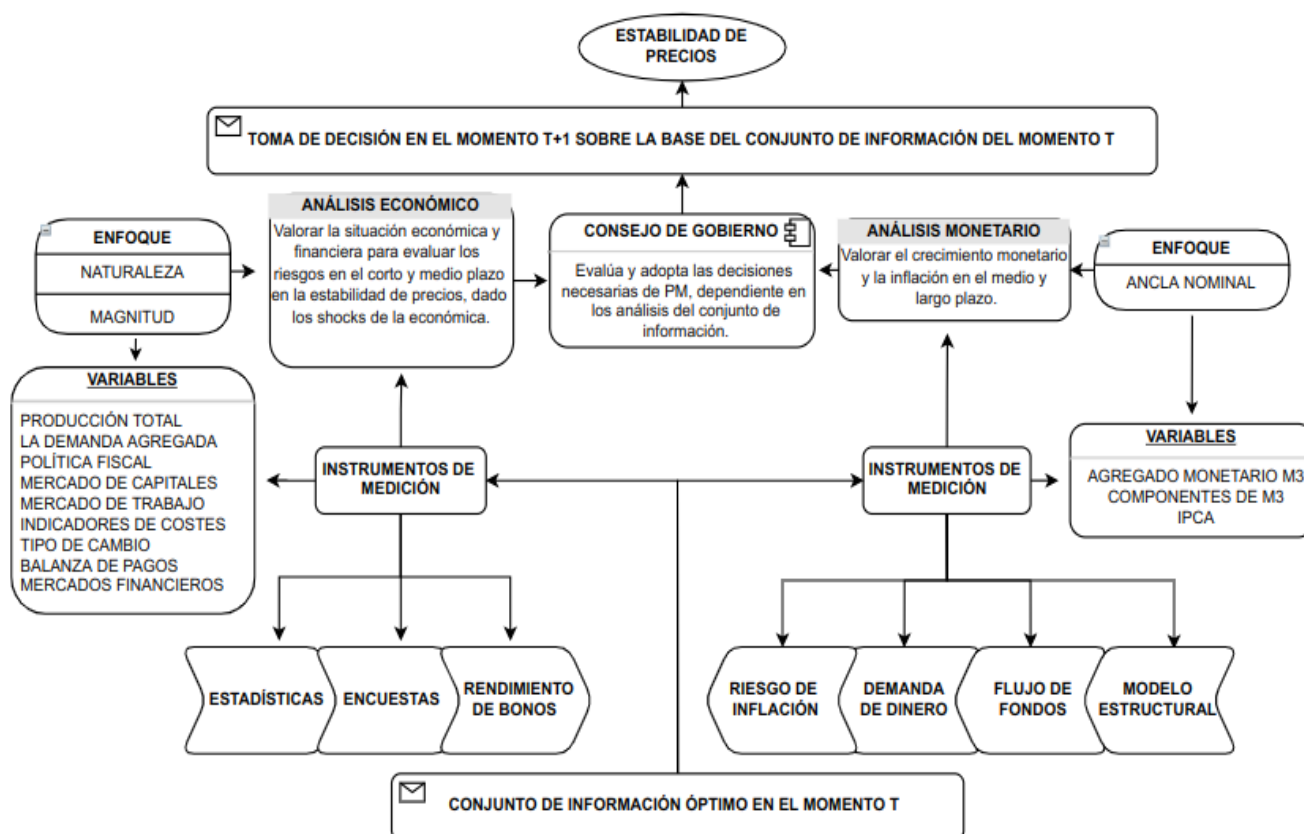 ESTABILIDAD DE
PRECIOS
TOMA DE DECISIÓN EN EL MOMENTO T+1 SOBRE LA BASE DEL CONJUNTO DE INFORMACIÓN DEL MOMENTO T
ENFOQUE
NATURALEZA
MAGNITUD
ANÁLISIS ECONÓMICO
Valorar la situación económica y
financiera para evaluar los
riesgos en el corto y medio plazo
en la estabilidad de precios, dado
los shocks de la económica.
CONSEJO DE GOBIERNO
Evalúa y adopta las decisiones
necesarias de PM, dependiente en
los análisis del conjunto de
información.
ANÁLISIS MONETARIO
Valorar el crecimiento monetario
y la inflación en el medio y
largo plazo.
ENFOQUE
ANCLA NOMINAL
VARIABLES
PRODUCCIÓN TOTAL
LA DEMANDA AGREGADA
POLÍTICA FISCAL
MERCADO DE CAPITALES
MERCADO DE TRABAJO
INDICADORES DE COSTES
TIPO DE CAMBIO
BALANZA DE PAGOS
MERCADOS FINANCIEROS
INSTRUMENTOS DE
MEDICIÓN
INSTRUMENTOS DE
MEDICIÓN
VARIABLES
AGREGADO MONETARIO M3
COMPONENTES DE M3
IPCA
ESTADÍSTICAS
ENCUESTAS
RENDIMIENTO
DE BONOS
RIESGO DE
INFLACIÓN
DEMANDA
DE DINERO
FLUJO DE
FONDOS
MODELO
ESTRUCTURAL
CONJUNTO DE INFORMACIÓN ÓPTIMO EN EL MOMENTO T